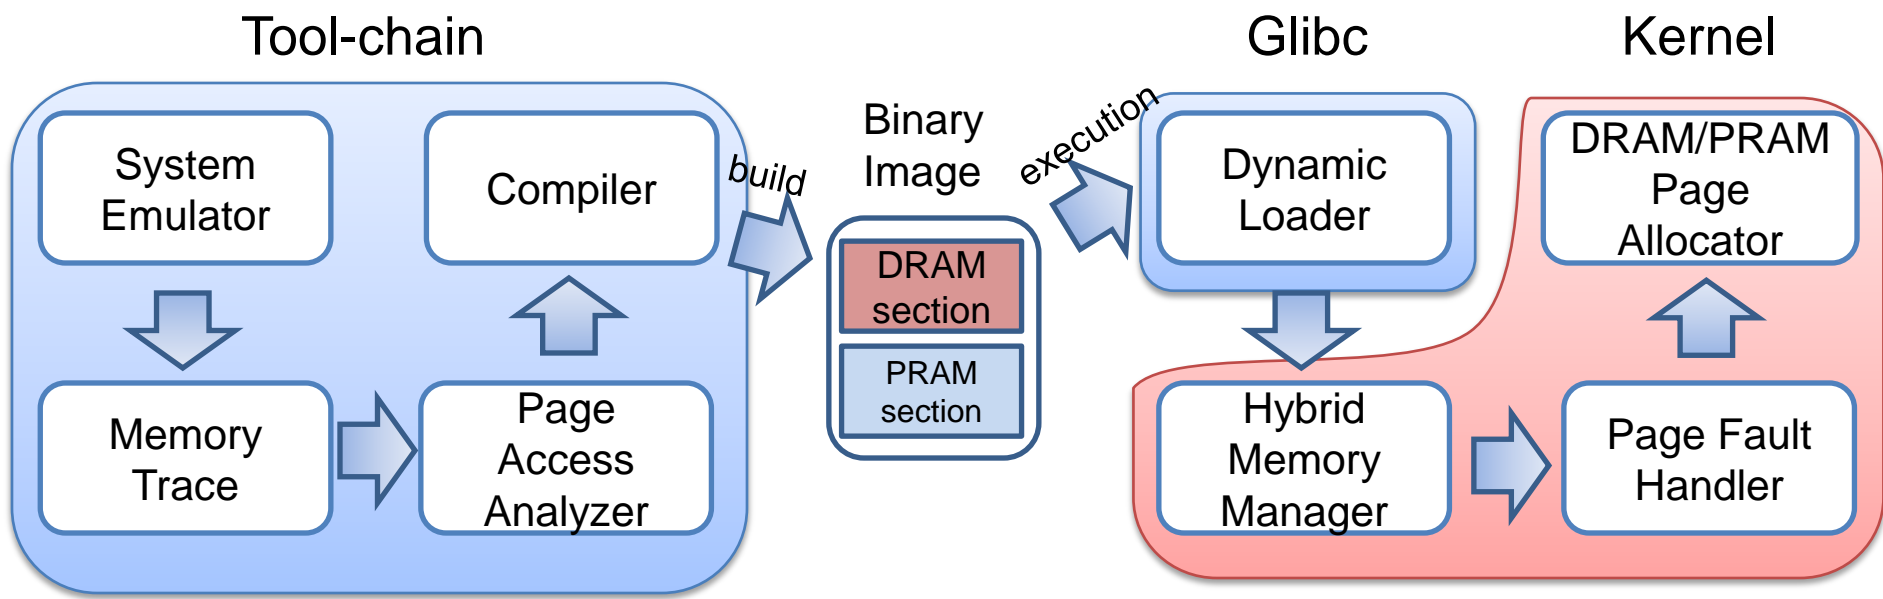 Tool-chain
System
Emulator
Compiler
Memory
Trace
Page
Access
Analyzer
build
Binary
Image
DRAM
section
PRAM
section
execution
Glibc
Dynamic
Loader
Kernel
DRAM/PRAM
Page
Allocator
Hybrid
Memory
Manager
Page Fault
Handler